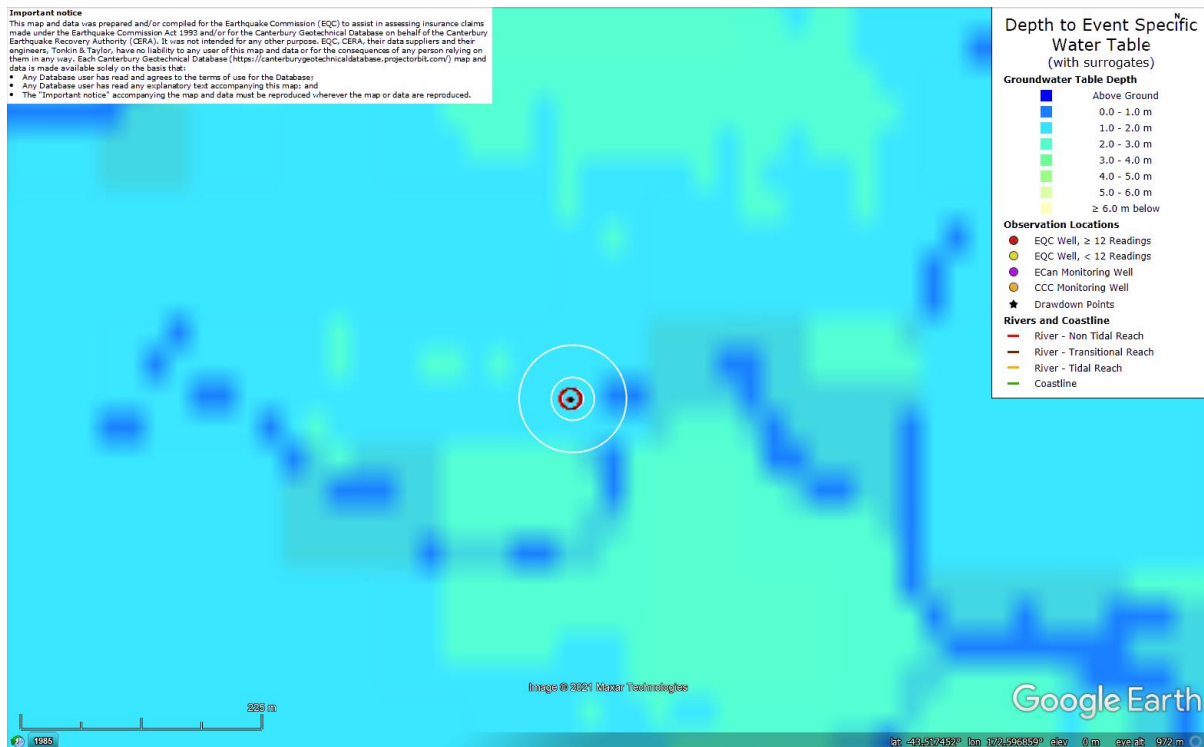 Important notice
This map and data was prepared and/or compiled for the Earthquake Commission (EQC) to assist in assessing insurance claims
made under the Earthquake Commission Act 1993 and/or for the Canterbury Geotechnical Database on behalf of the Canterbury
Earthquake Recovery Authority (CERA). It was not intended for any other purpose. EQC, CERA, their data suppliers and their
engineers, Tonkin & Taylor, have no liability to any user of this map and data or for the consequences of any person relying on
them in any way. Each Canterbury Geotechnical Database (https://canterburygeotechnicaldatabase.projectorbit.com/) map and
data is made available solely on the basis that:
• Any Database user has read and agrees to the terms of use for the Database;
• Any Database user has read any explanatory text accompanying this map; and
• The "Important notice" accompanying the map and data must be reproduced wherever the map or data are reproduced.
N
Depth to Event Specific
Water Table
(with surrogates)
Groundwater Table Depth
Above Ground
0.0 - 1.0 m
1.0 - 2.0 m
2.0 - 3.0 m
3.0 - 4.0 m
4.0 - 5.0 m
5.0 - 6.0 m
≥ 6.0 m below
Observation Locations
EQC Well, ≥ 12 Readings
EQC Well, < 12 Readings
ECan Monitoring Well
CCC Monitoring Well
Drawdown Points
Rivers and Coastline
River - Non Tidal Reach
River - Transitional Reach
River - Tidal Reach
Coastline
Image © 2021 Maxar Technologies
Google Earth
225 m
1985
lat -43.517452° lon 172.596859° elev 0 m eye alt 972 m